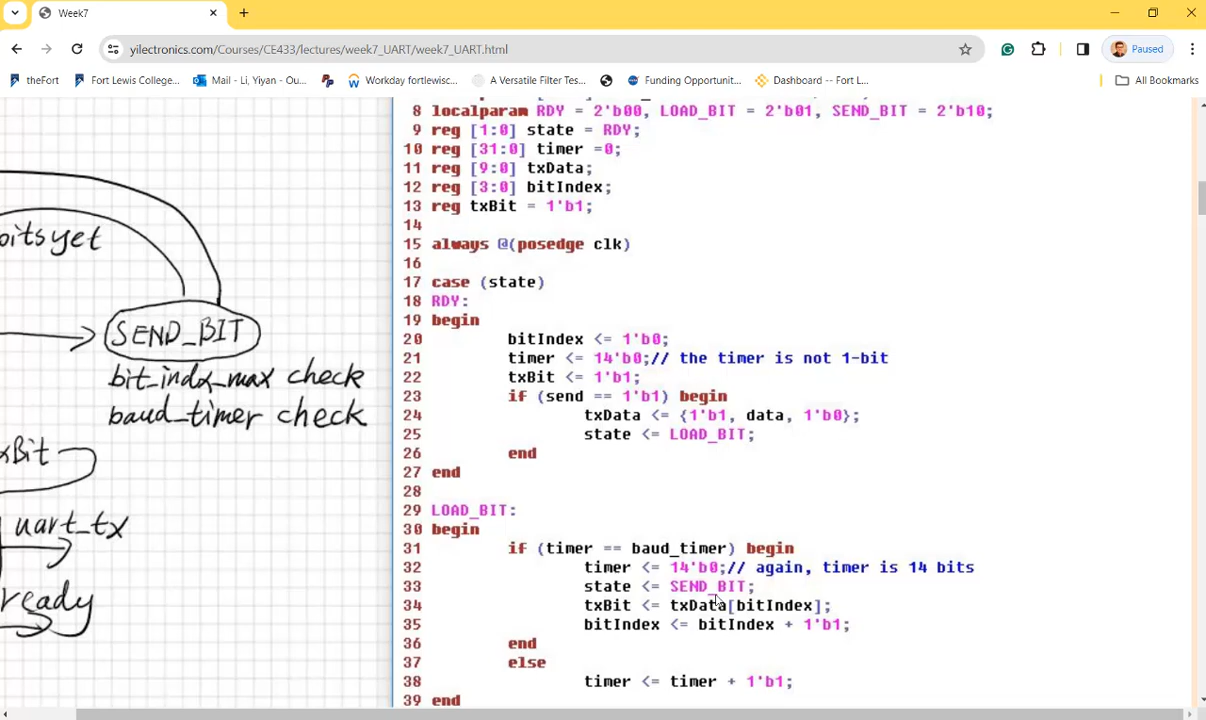 Week7
yilectronics.com/Courses/CE433/lectures/week7_UART/week7_UART.html
Paused
theFort
Fort Lewis College...
Mail - Li, Yiyan - Ou...
Workday fortlewisc...
A Versatile Filter Tes...
Funding Opportunit...
Dashboard -- Fort L...
All Bookmarks
bits yet
SEND_BIT
bit_indx_max check
baud_timer check
xBit
uart_tx
ready
8 localparam RDY = 2'b00, LOAD_BIT = 2'b01, SEND_BIT = 2'b10;
9 reg [1:0] state = RDY;
10 reg [31:0] timer =0;
11 reg [9:0] txData;
12 reg [3:0] bitIndex;
13 reg txBit = 1'b1;
14
15 always @(posedge clk)
16
17 case (state)
18 RDY:
19 begin
20 bitIndex <= 1'b0;
21 timer <= 14'b0;// the timer is not 1-bit
22 txBit <= 1'b1;
23 if (send == 1'b1) begin
24 txData <= {1'b1, data, 1'b0};
25 state <= LOAD_BIT;
26 end
27 end
28
29 LOAD_BIT:
30 begin
31 if (timer == baud_timer) begin
32 timer <= 14'b0;// again, timer is 14 bits
33 state <= SEND_BIT;
34 txBit <= txData[bitIndex];
35 bitIndex <= bitIndex + 1'b1;
36 end
37 else
38 timer <= timer + 1'b1;
39 end